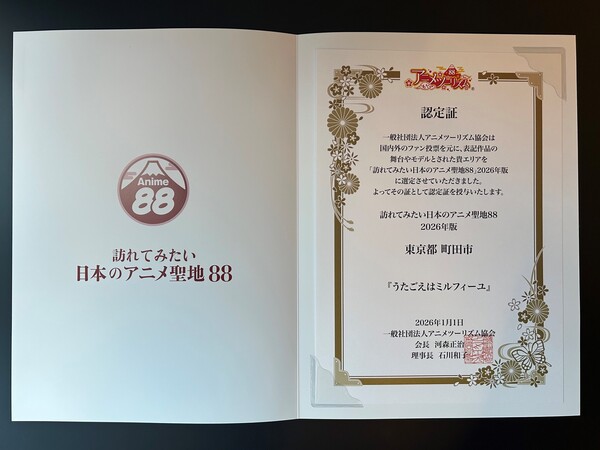 Anime
88
訪れてみたい
日本のアニメ聖地88
アニメツーリズム
88
認定証
一般社団法人アニメツーリズム協会は
国内外のファン投票を元に、表記作品の
舞台やモデルとされた貴エリアを
「訪れてみたい日本のアニメ聖地88」2026年版
に選定させていただきました。
よってその証として認定証を授与いたします。
訪れてみたい日本のアニメ聖地88
2026年版
東京都 町田市
『うたごえはミルフィーユ』
2026年1月1日
一般社団法人アニメツーリズム協会
会長 河森正治
理事長 石川和子